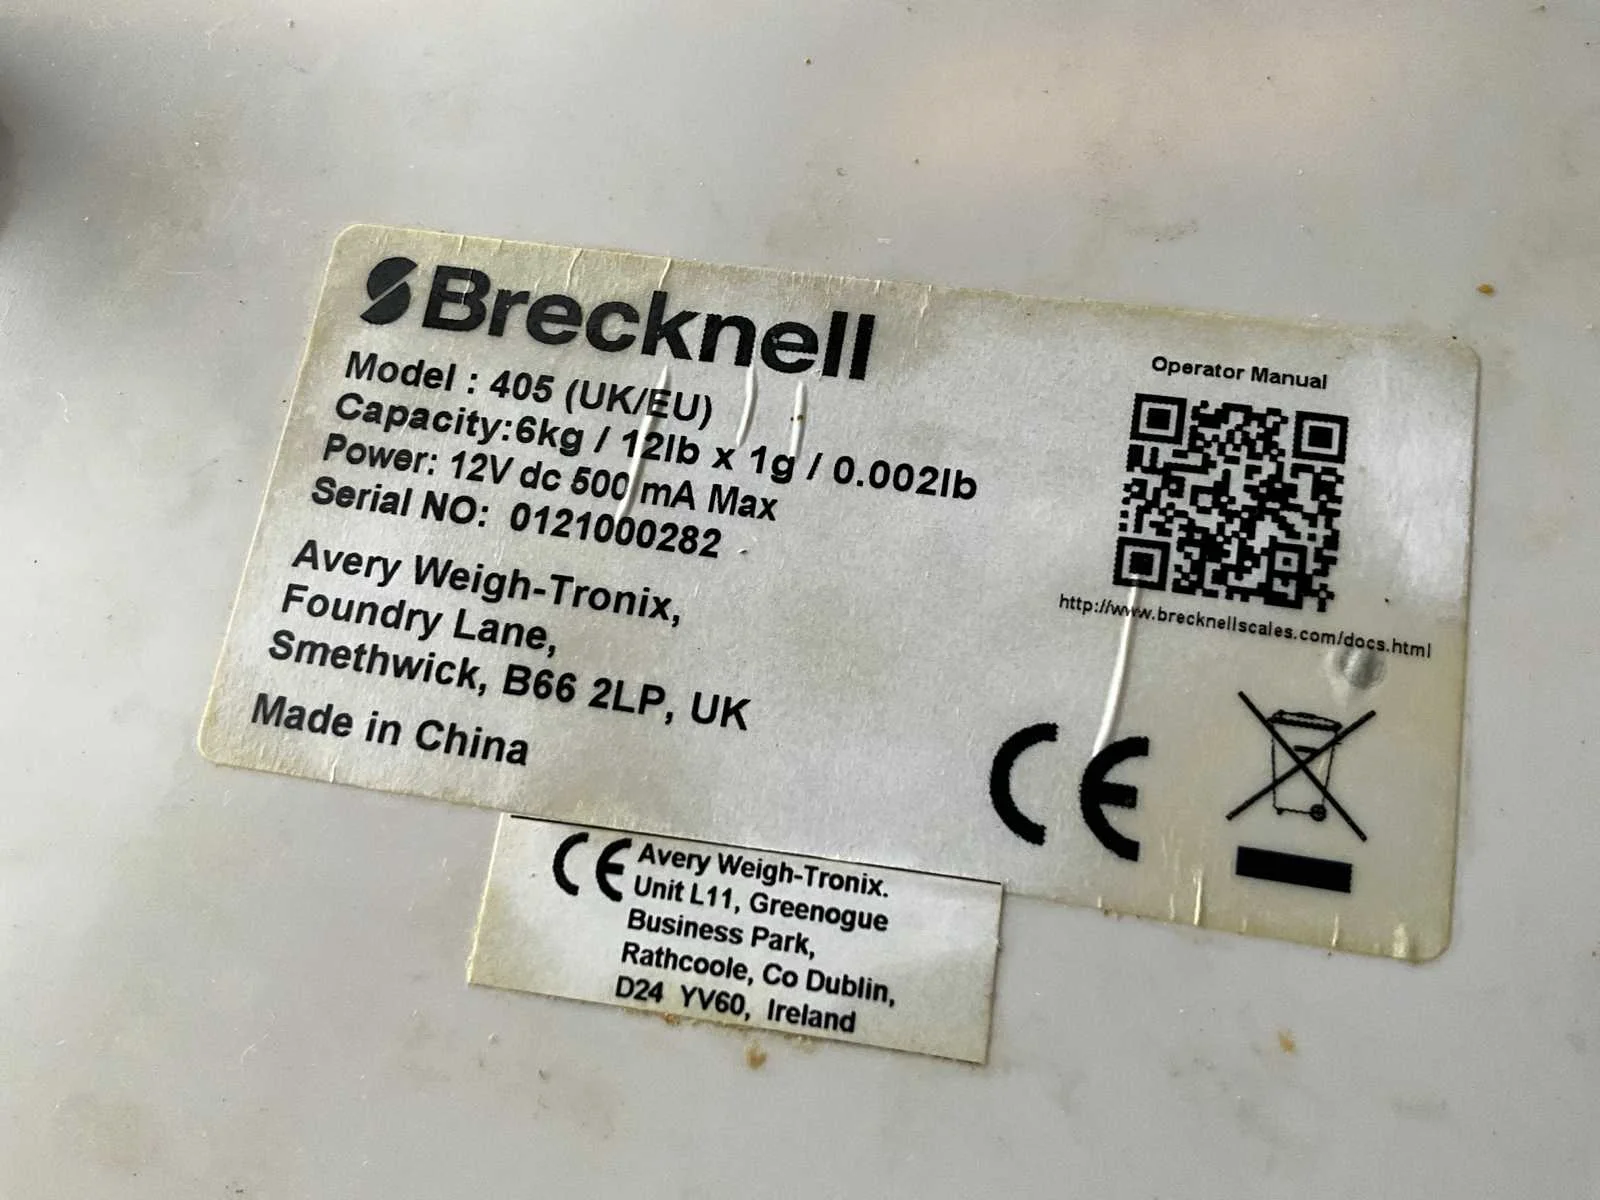 Brecknell
Model : 405 (UK/EU)
Capacity:6kg / 12lb x 1g / 0.002lb
Power: 12V dc 500 mA Max
Serial NO: 0121000282
Avery Weigh-Tronix,
Foundry Lane,
Smethwick, B66 2LP, UK
Made in China
Operator Manual
http://www.brecknellscales.com/docs.html
CE
CE
Avery Weigh-Tronix.
Unit L11, Greenogue
Business Park,
Rathcoole, Co Dublin,
D24 YV60, Ireland